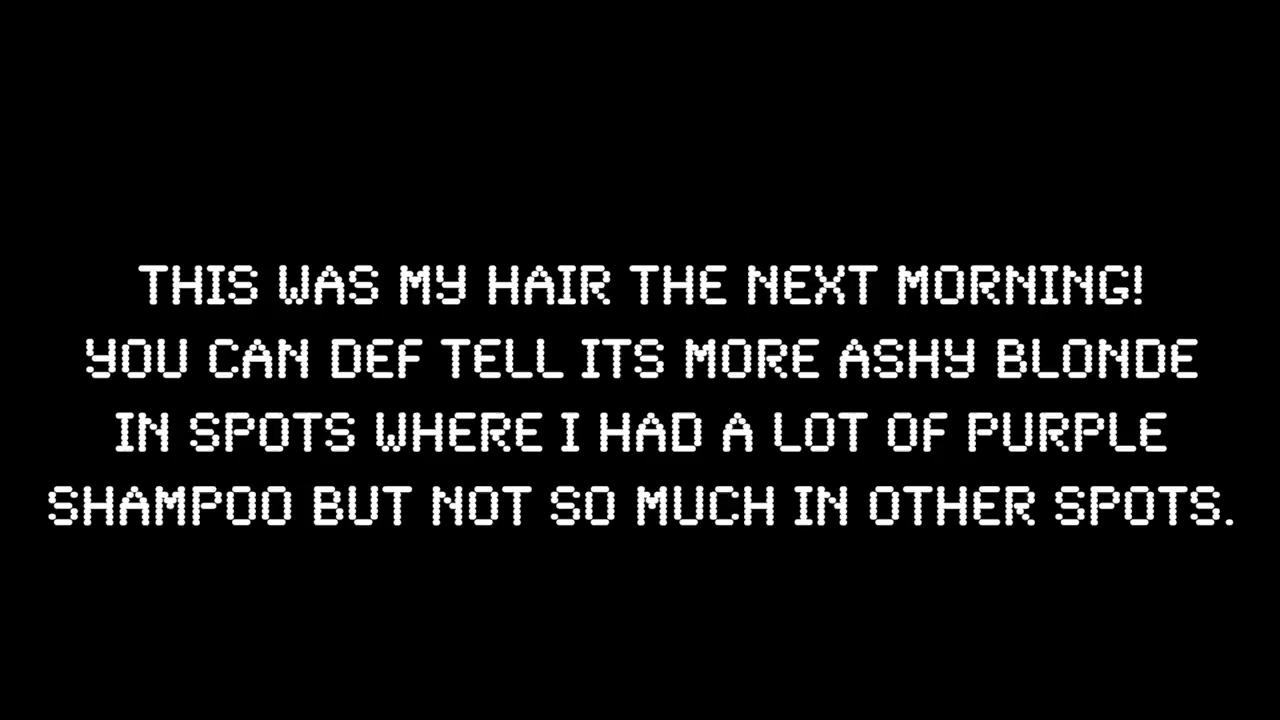 THIS WAS MY HAIR THE NEXT MORNING!
YOU CAN DEF TELL ITS MORE ASHY BLONDE
IN SPOTS WHERE I HAD A LOT OF PURPLE
SHAMPOO BUT NOT SO MUCH IN OTHER SPOTS.